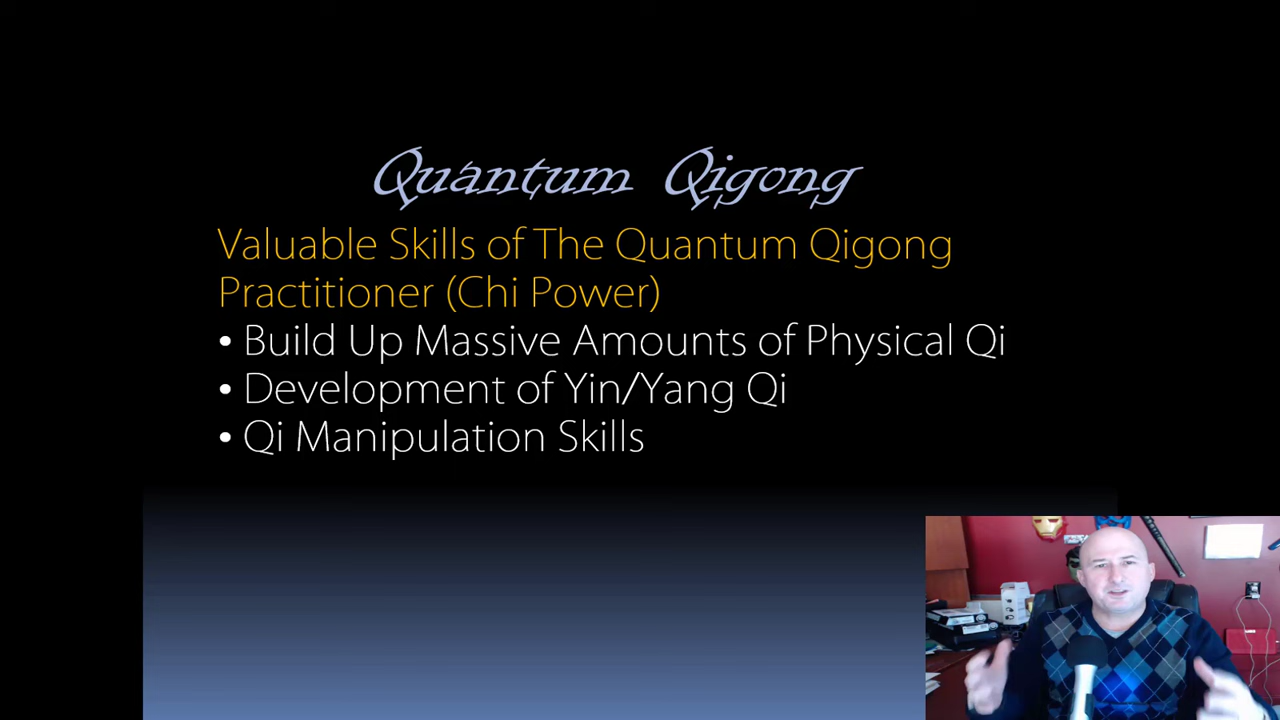 Quantum Qigong
Valuable Skills of The Quantum Qigong
Practitioner (Chi Power)
• Build Up Massive Amounts of Physical Qi
• Development of Yin/Yang Qi
• Qi Manipulation Skills